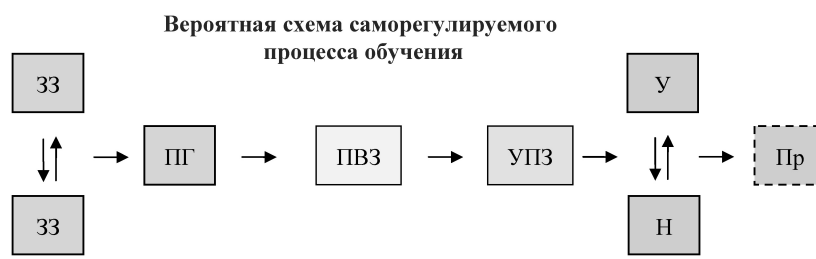 Вероятная схема саморегулируемого
процесса обучения
ЗЗ
У
ПГ
ПВЗ
УПЗ
Пр
ЗЗ
Н